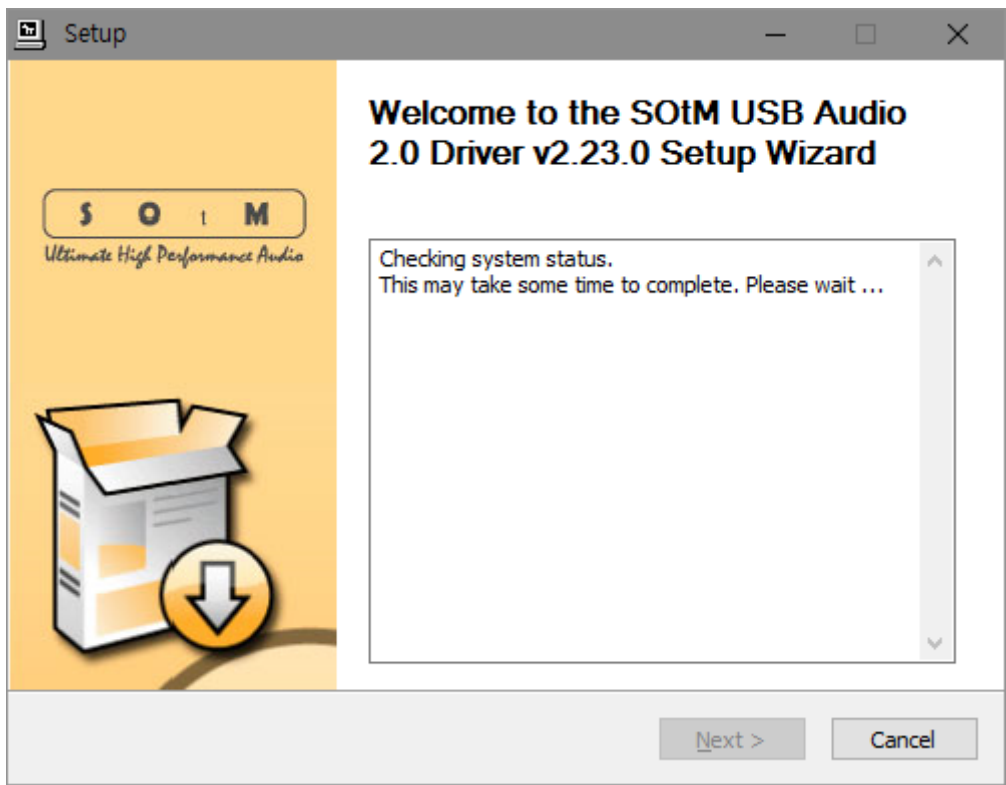 Setup
Welcome to the SOtM USB Audio
2.0 Driver v2.23.0 Setup Wizard
S O t M
Ultimate High Performance Audio
Checking system status.
This may take some time to complete. Please wait ...
Next >
Cancel